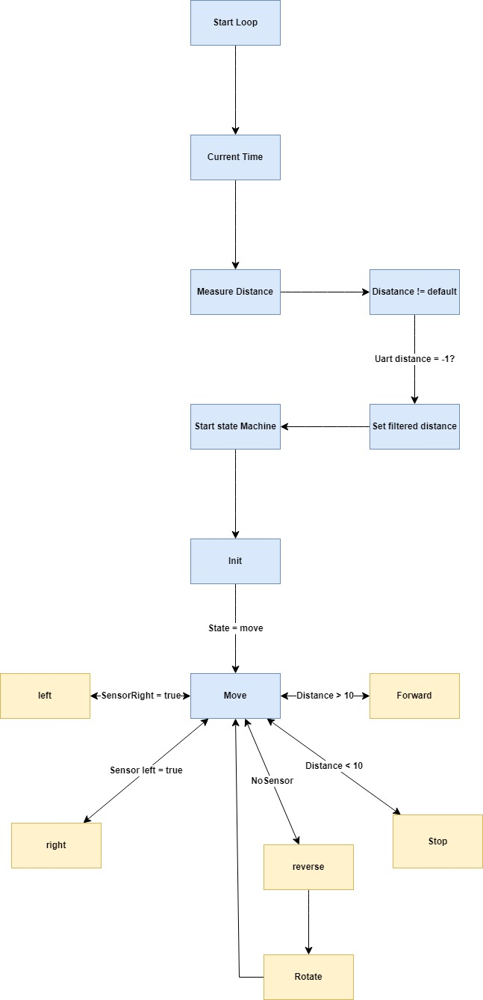 Start Loop
Current Time
Measure Distance
Disatance != default
Uart distance = -1?
Start state Machine
Set filtered distance
Init
State = move
left
SensorRight = true
Move
Distance > 10
Forward
Sensor left = true
NoSensor
Distance < 10
right
reverse
Stop
Rotate